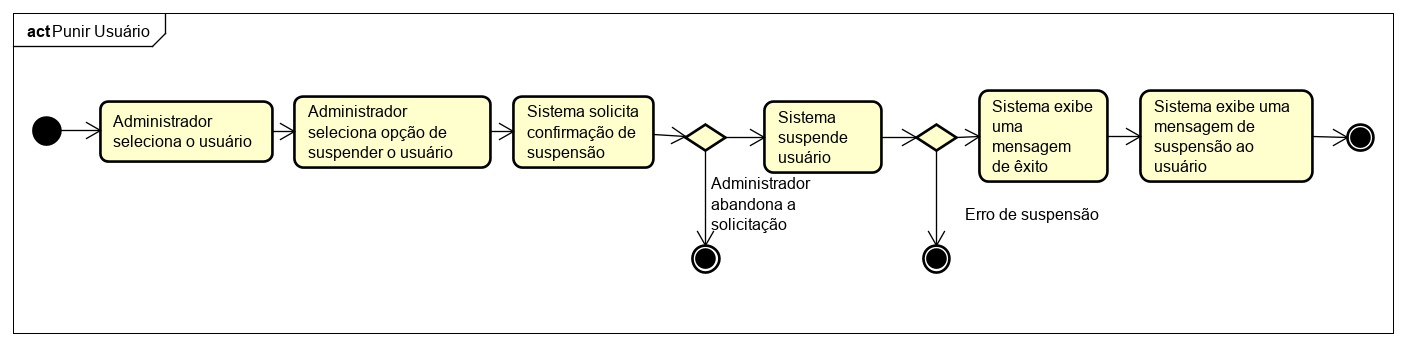 act Punir Usuário
Administrador
seleciona o usuário
Administrador
seleciona opção de
suspender o usuário
Sistema solicita
confirmação de
suspensão
Administrador
abandona a
solicitação
Sistema
suspende
usuário
Erro de suspensão
Sistema exibe
uma
mensagem
de êxito
Sistema exibe uma
mensagem de
suspensão ao
usuário